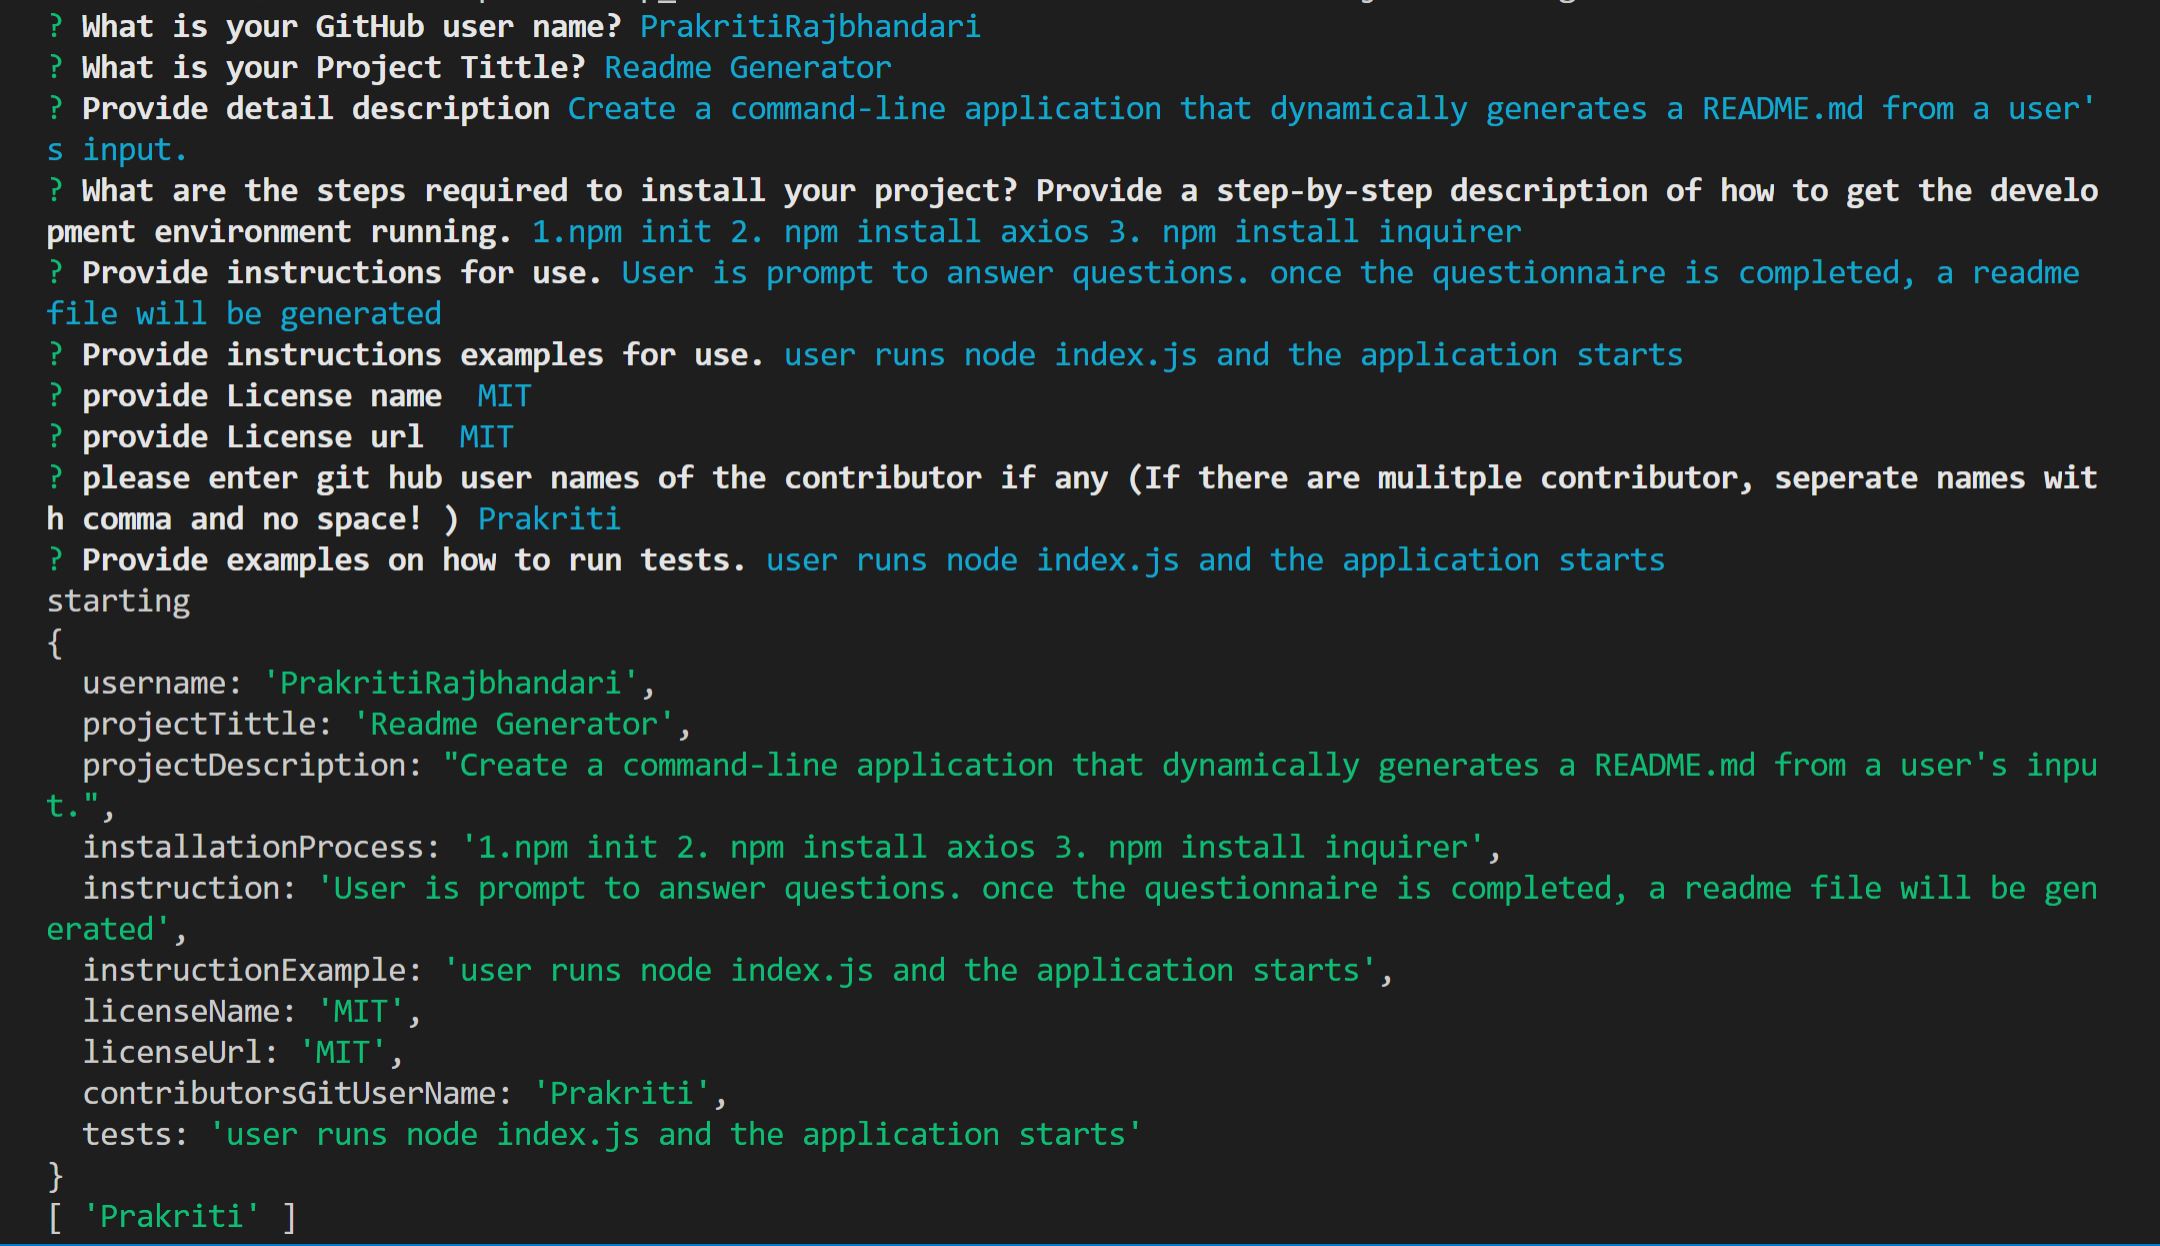 ? What is your GitHub user name? PrakritiRajbhandari
? What is your Project Tittle? Readme Generator
? Provide detail description Create a command-line application that dynamically generates a README.md from a user'
s input.
? What are the steps required to install your project? Provide a step-by-step description of how to get the develo
pment environment running. 1.npm init 2. npm install axios 3. npm install inquirer
? Provide instructions for use. User is prompt to answer questions. once the questionnaire is completed, a readme
file will be generated
? Provide instructions examples for use. user runs node index.js and the application starts
? provide License name  MIT
? provide License url  MIT
? please enter git hub user names of the contributor if any (If there are mulitple contributor, seperate names wit
h comma and no space! ) Prakriti
? Provide examples on how to run tests. user runs node index.js and the application starts
starting
{
  username: 'PrakritiRajbhandari',
  projectTittle: 'Readme Generator',
  projectDescription: "Create a command-line application that dynamically generates a README.md from a user's inpu
t.",
  installationProcess: '1.npm init 2. npm install axios 3. npm install inquirer',
  instruction: 'User is prompt to answer questions. once the questionnaire is completed, a readme file will be gen
erated',
  instructionExample: 'user runs node index.js and the application starts',
  licenseName: 'MIT',
  licenseUrl: 'MIT',
  contributorsGitUserName: 'Prakriti',
  tests: 'user runs node index.js and the application starts'
}
[ 'Prakriti' ]